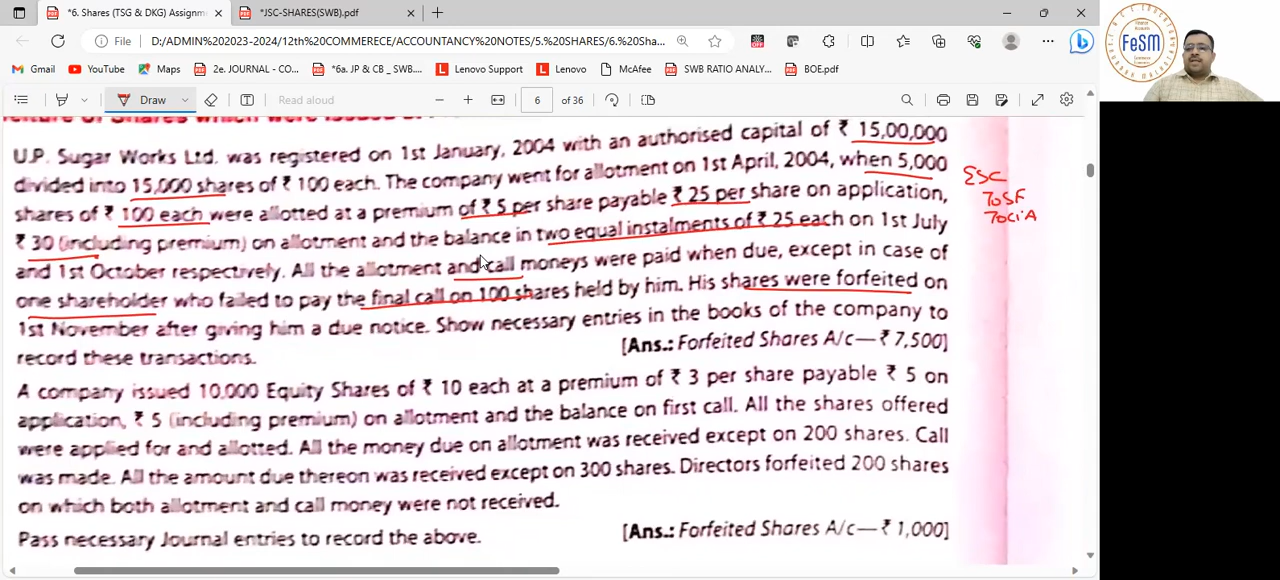 *6. Shares (TSG & DKG) Assignm
*JSC-SHARES(SWB).pdf
File
D:/ADMIN%202023-2024/12th%20COMMERECE/ACCOUNTANCY%20NOTES/5.%20SHARES/6.%20Sha...
Gmail
YouTube
Maps
2e. JOURNAL - CO...
*6a. JP & CB _ SWB....
Lenovo Support
Lenovo
McAfee
SWB RATIO ANALY...
BOE.pdf
Draw
Read aloud
6 of 36
FeSM
of Shares which were issued
U.P. Sugar Works Ltd. was registered on 1st January, 2004 with an authorised capital of ₹ 15,00,000
divided into 15,000 shares of ₹ 100 each. The company went for allotment on 1st April, 2004, when 5,000
shares of ₹ 100 each were allotted at a premium of ₹ 5 per share payable ₹ 25 per share on application,
₹ 30 (including premium) on allotment and the balance in two equal instalments of ₹ 25 each on 1st July
and 1st October respectively. All the allotment and call moneys were paid when due, except in case of
one shareholder who failed to pay the final call on 100 shares held by him. His shares were forfeited on
1st November after giving him a due notice. Show necessary entries in the books of the company to
record these transactions.
[Ans.: Forfeited Shares A/c—₹ 7,500]
ESC
TOSF
TOCIA
A company issued 10,000 Equity Shares of ₹ 10 each at a premium of ₹ 3 per share payable ₹ 5 on
application, ₹ 5 (including premium) on allotment and the balance on first call. All the shares offered
were applied for and allotted. All the money due on allotment was received except on 200 shares. Call
was made. All the amount due thereon was received except on 300 shares. Directors forfeited 200 shares
on which both allotment and call money were not received.
Pass necessary Journal entries to record the above.
[Ans.: Forfeited Shares A/c—₹ 1,000]